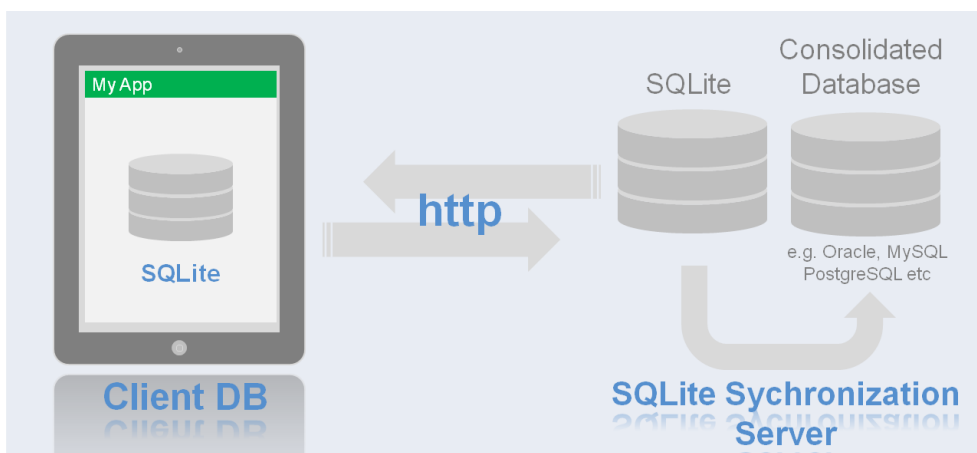 My App
SQLite
Client DB
http
SQLite
Consolidated
Database
e.g. Oracle, MySQL
PostgreSQL etc
SQLite Sychronization
Server